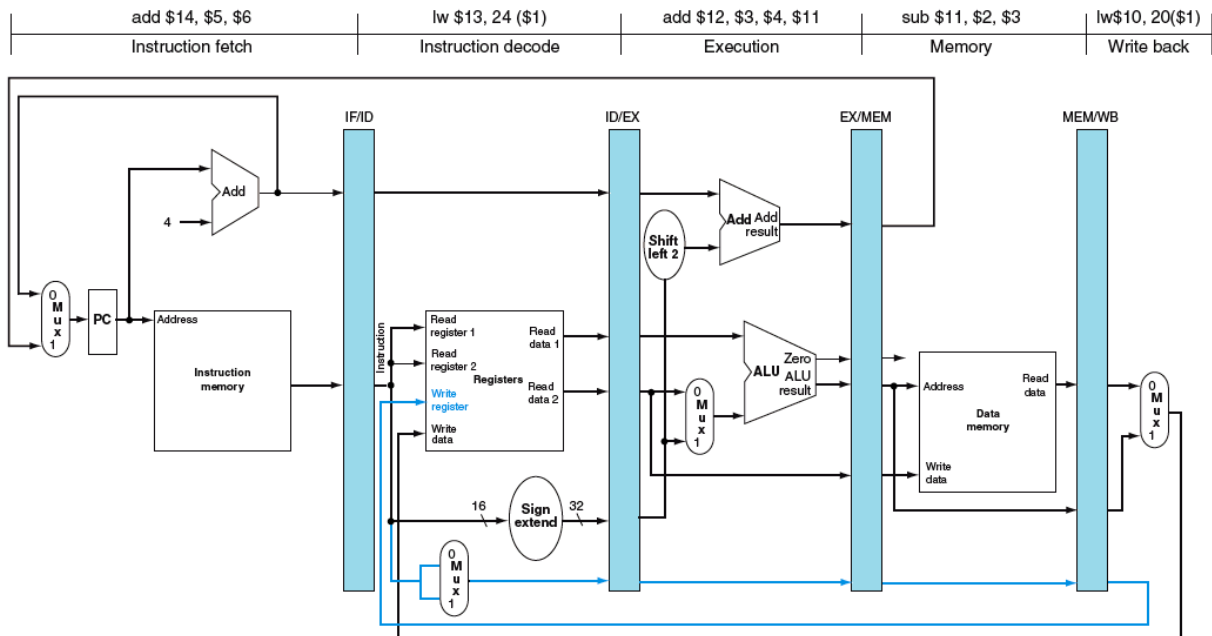 add $14, $5, $6
lw $13, 24 ($1)
add $12, $3, $4, $11
sub $11, $2, $3
lw$10, 20($1)
Instruction fetch
Instruction decode
Execution
Memory
Write back
IF/ID
ID/EX
EX/MEM
MEM/WB
Add
4
Add Add
result
Shift
left 2
0
M
u
x
1
PC
Address
Instruction
memory
Instruction
Read
register 1
Read
register 2
Write
register
Write
data
Registers
Read
data 1
Read
data 2
0
M
u
x
1
Zero
ALU ALU
result
Address
Read
data
Data
memory
Write
data
0
M
u
x
1
16
Sign
extend
32
0
M
u
x
1